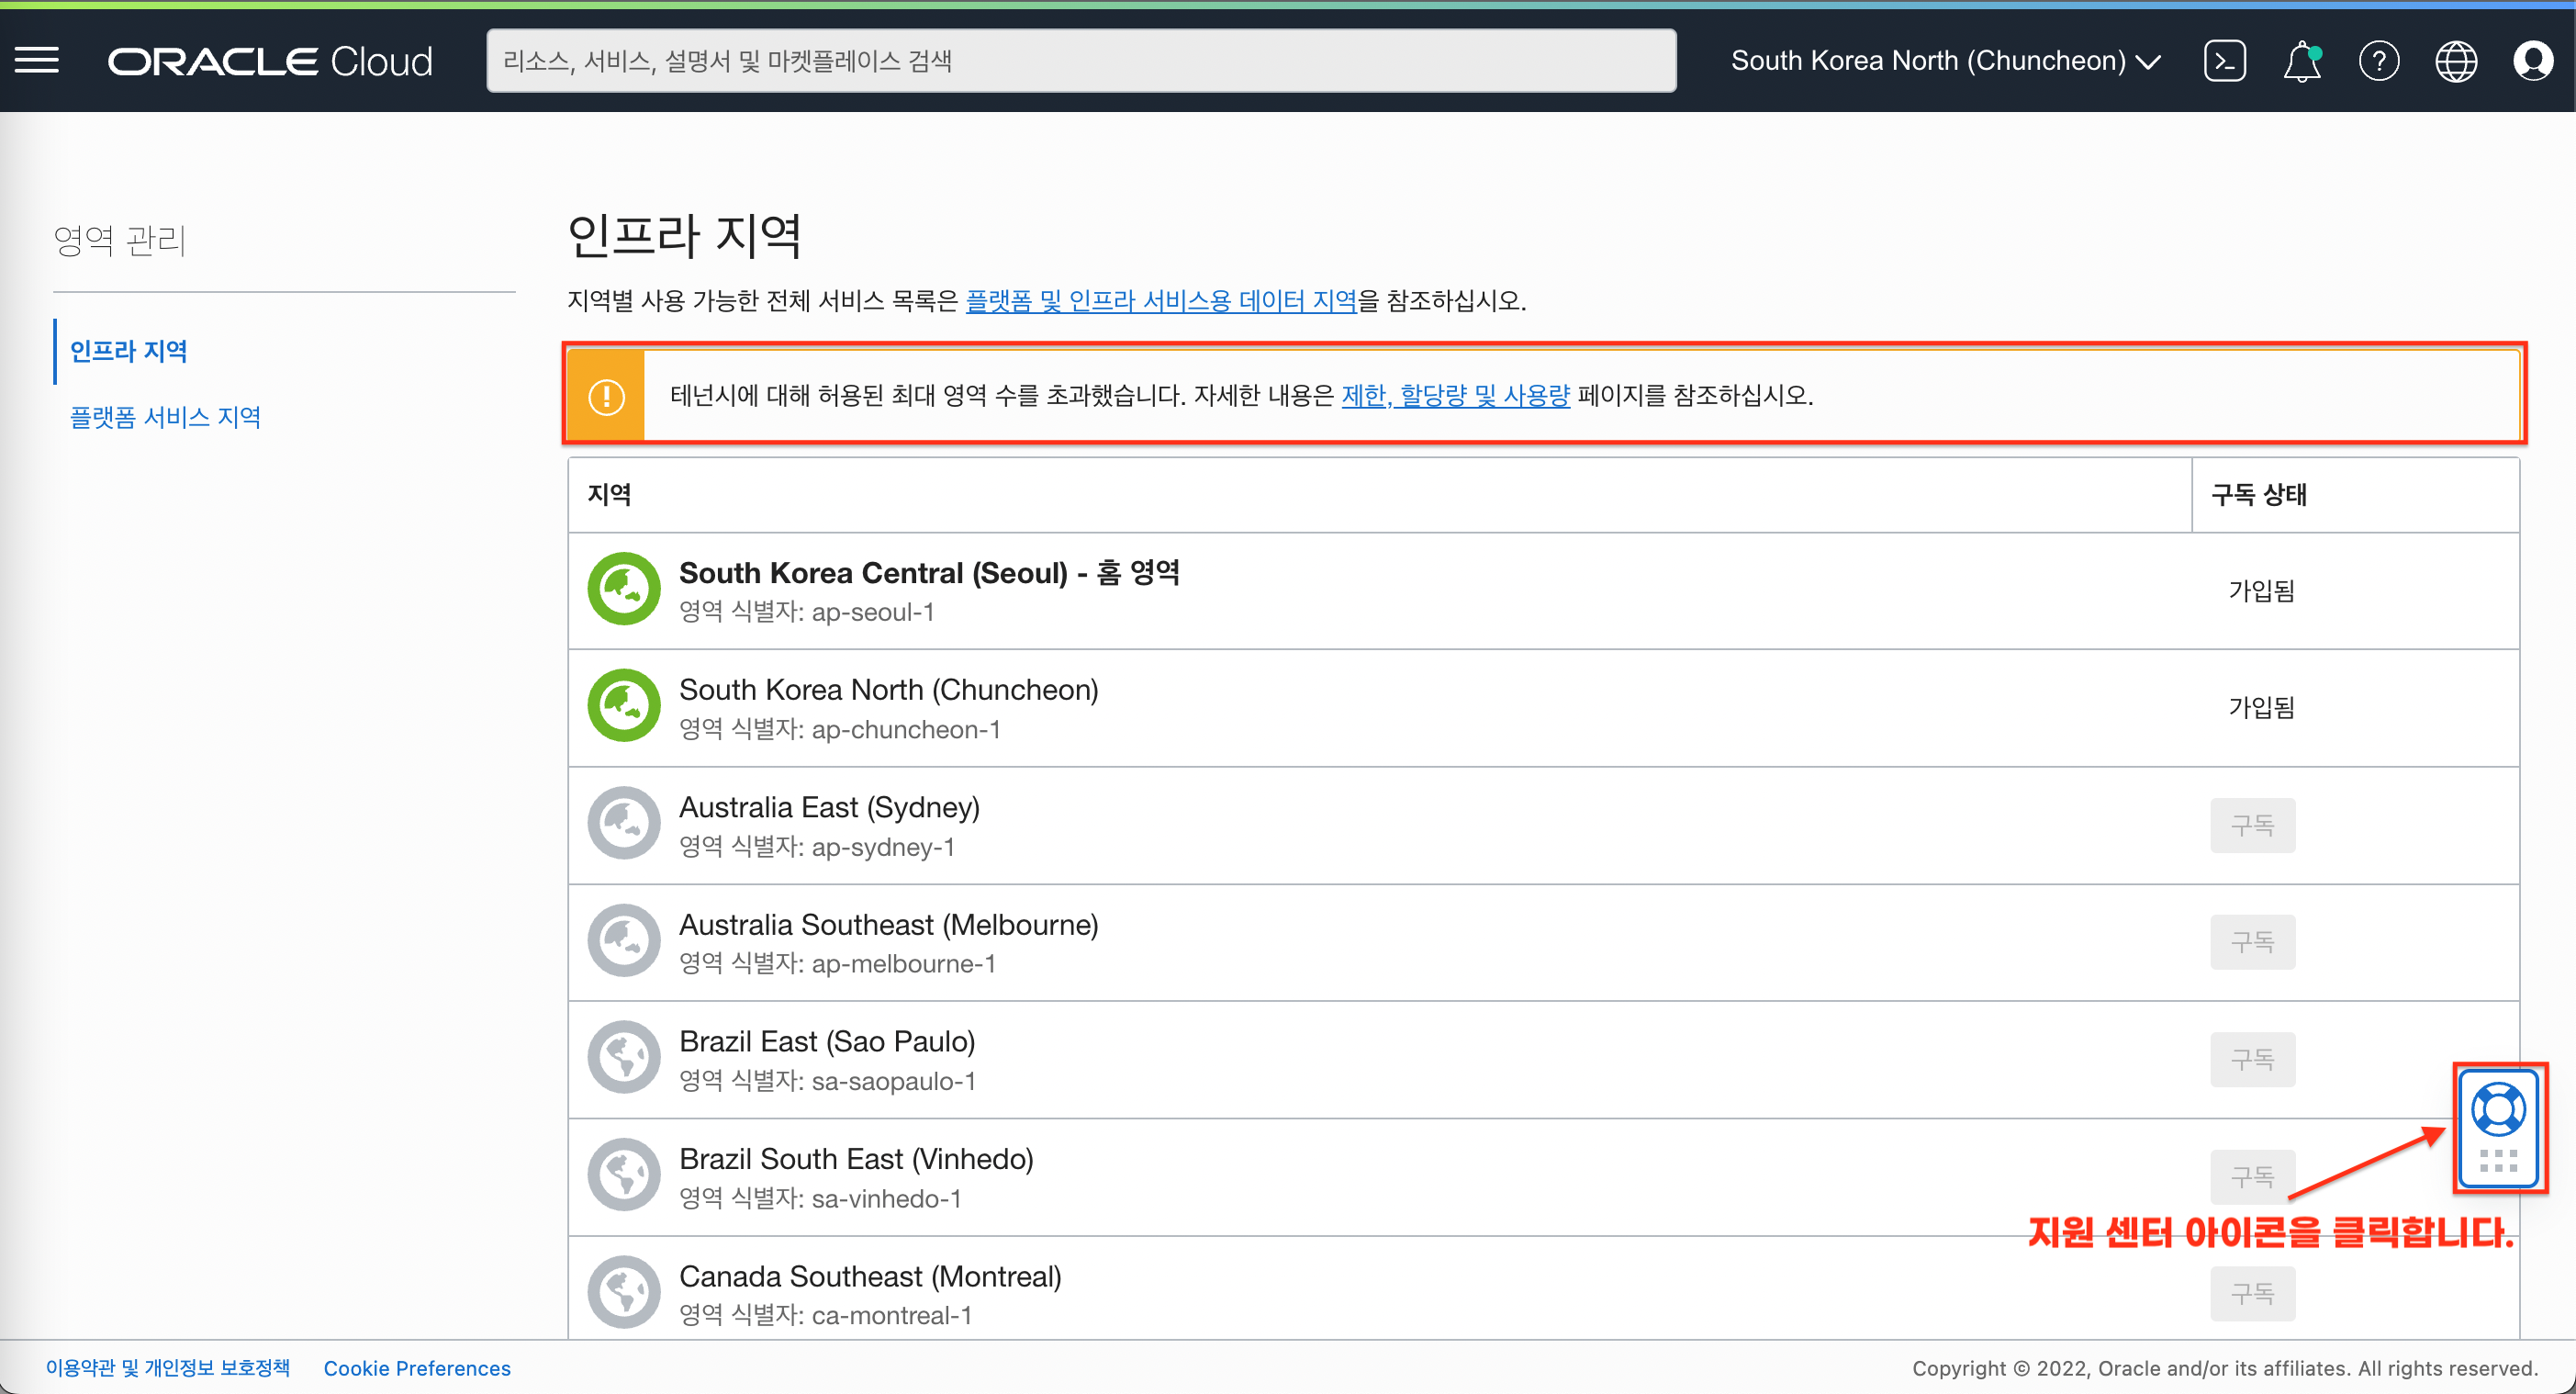 ORACLE Cloud
리소스, 서비스, 설명서 및 마켓플레이스 검색
South Korea North (Chuncheon)
영역 관리
인프라 지역
플랫폼 서비스 지역
인프라 지역
지역별 사용 가능한 전체 서비스 목록은 플랫폼 및 인프라 서비스용 데이터 지역을 참조하십시오.
테넌시에 대해 허용된 최대 영역 수를 초과했습니다. 자세한 내용은 제한, 할당량 및 사용량 페이지를 참조하십시오.
지역
구독 상태
South Korea Central (Seoul) - 홈 영역
영역 식별자: ap-seoul-1
가입됨
South Korea North (Chuncheon)
영역 식별자: ap-chuncheon-1
가입됨
Australia East (Sydney)
영역 식별자: ap-sydney-1
구독
Australia Southeast (Melbourne)
영역 식별자: ap-melbourne-1
구독
Brazil East (Sao Paulo)
영역 식별자: sa-saopaulo-1
구독
Brazil South East (Vinhedo)
영역 식별자: sa-vinhedo-1
구독
지원 센터 아이콘을 클릭합니다.
Canada Southeast (Montreal)
영역 식별자: ca-montreal-1
구독
이용약관 및 개인정보 보호정책
Cookie Preferences
Copyright © 2022, Oracle and/or its affiliates. All rights reserved.